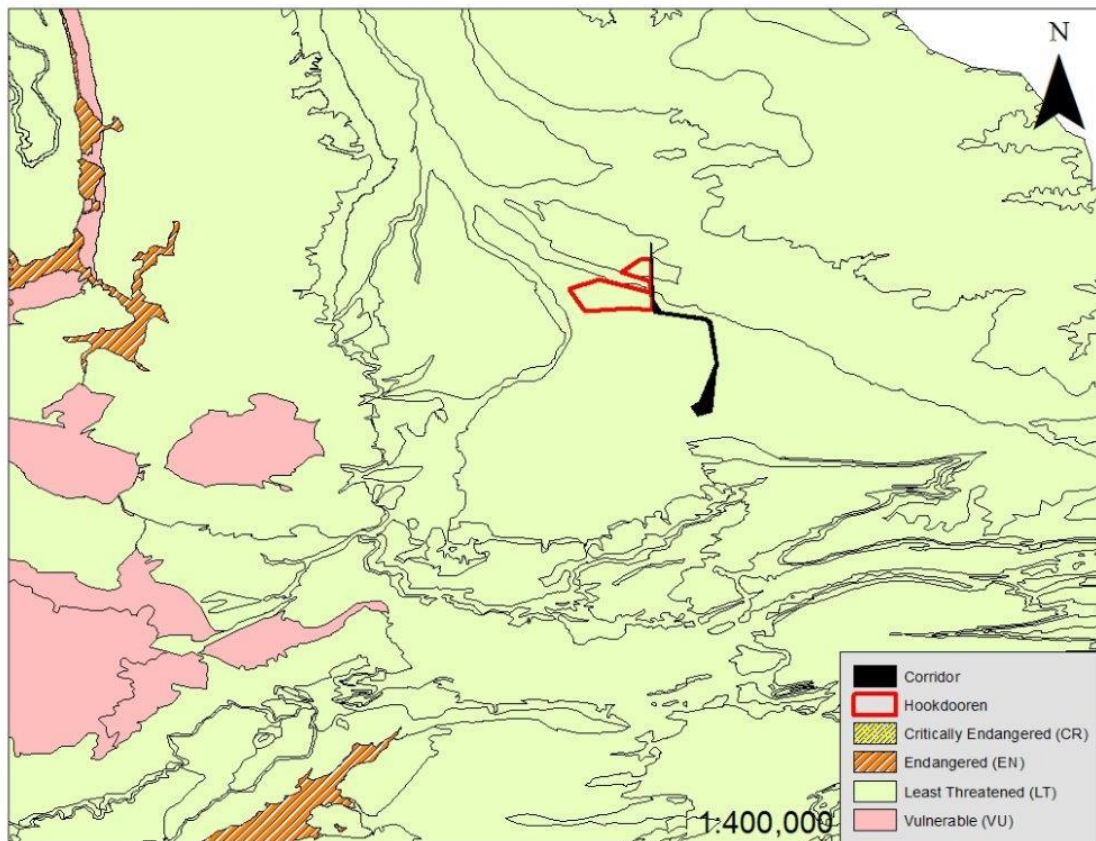 N
Corridor
Hookdooren
Critically Endangered (CR)
Endangered (EN)
Least Threatened (LT)
Vulnerable (VU)
1:400,000